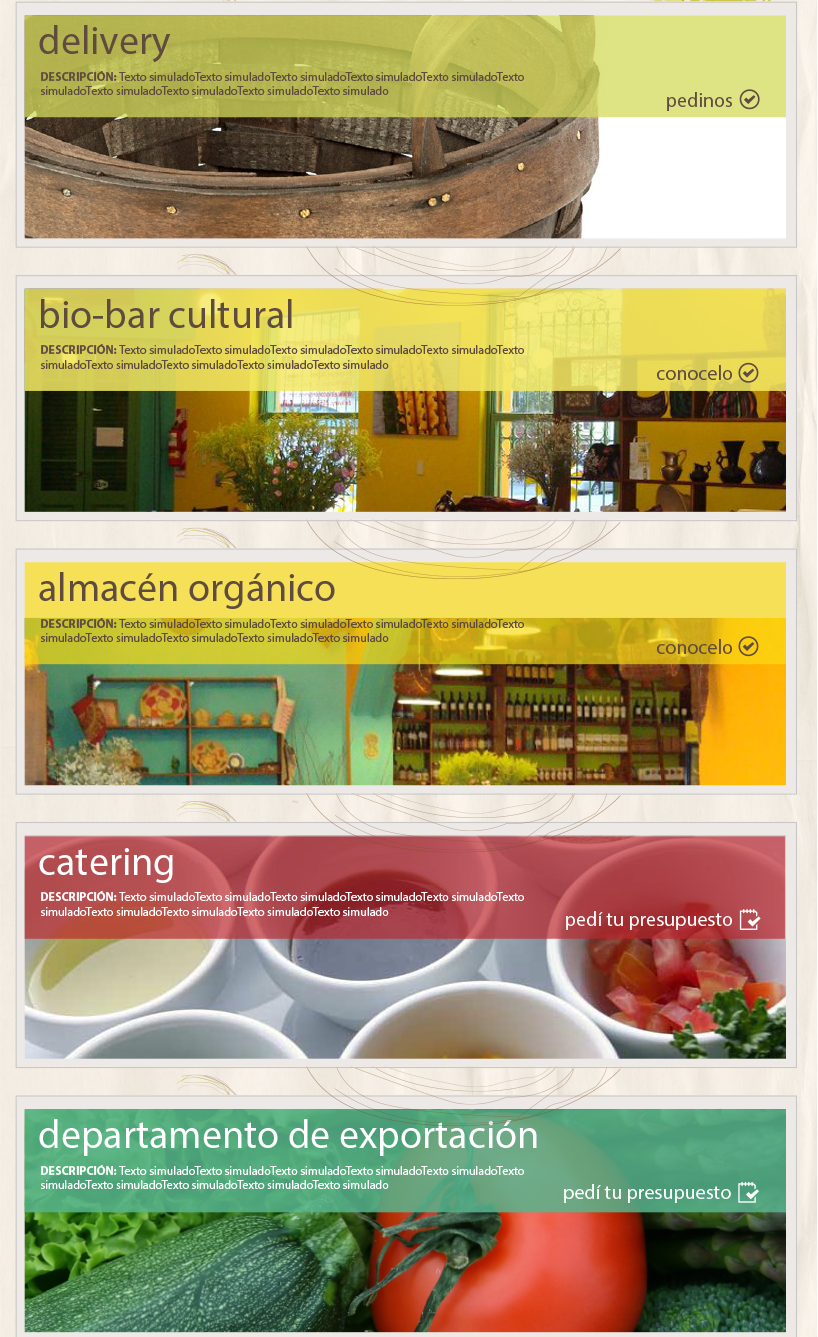 delivery
DESCRIPCIÓN: Texto simuladoTexto simuladoTexto simuladoTexto simuladoTexto simuladoTexto
simuladoTexto simuladoTexto simuladoTexto simuladoTexto simulado
pedinos
bio-bar cultural
DESCRIPCIÓN: Texto simuladoTexto simuladoTexto simuladoTexto simuladoTexto simuladoTexto
simuladoTexto simuladoTexto simuladoTexto simuladoTexto simulado
conocelo
almacén orgánico
DESCRIPCIÓN: Texto simuladoTexto simuladoTexto simuladoTexto simuladoTexto simuladoTexto
simuladoTexto simuladoTexto simuladoTexto simuladoTexto simulado
conocelo
catering
DESCRIPCIÓN: Texto simuladoTexto simuladoTexto simuladoTexto simuladoTexto simuladoTexto
simuladoTexto simuladoTexto simuladoTexto simuladoTexto simulado
pedí tu presupuesto
departamento de exportación
DESCRIPCIÓN: Texto simuladoTexto simuladoTexto simuladoTexto simuladoTexto simuladoTexto
simuladoTexto simuladoTexto simuladoTexto simuladoTexto simulado
pedí tu presupuesto